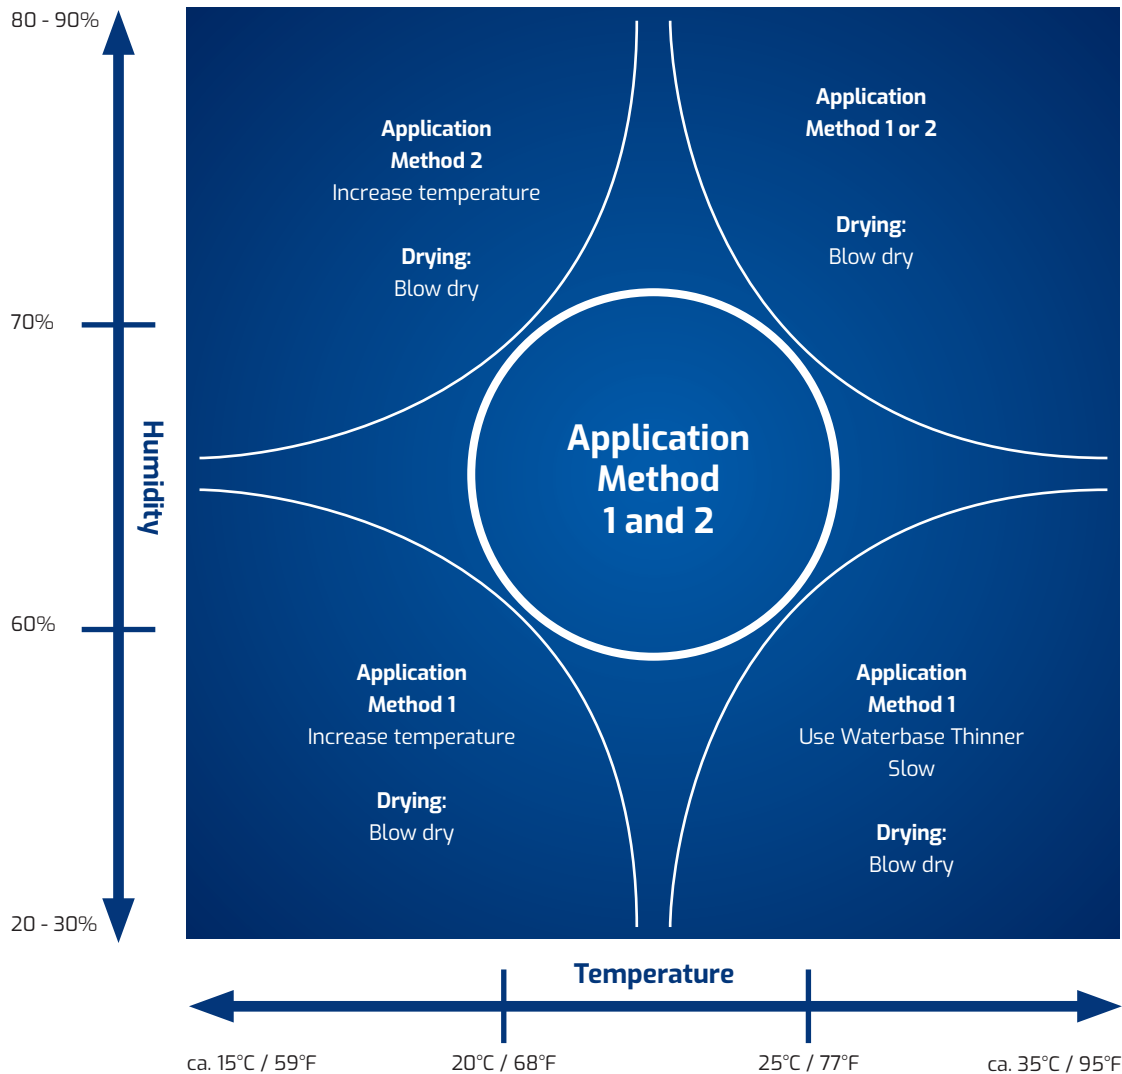 80 - 90%
70%
Humidity
60%
20 - 30%
Application
Method 2
Increase temperature
Drying:
Blow dry
Application
Method 1 or 2
Drying:
Blow dry
Application
Method
1 and 2
Application
Method 1
Increase temperature
Drying:
Blow dry
Application
Method 1
Use Waterbase Thinner
Slow
Drying:
Blow dry
Temperature
ca. 15°C / 59°F
20°C / 68°F
25°C / 77°F
ca. 35°C / 95°F